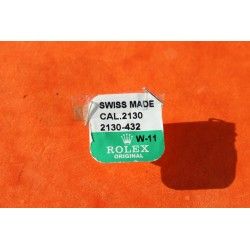 SWISS MADE
CAL.2130
2130-432
W-11
ROLEX
ORIGINAL